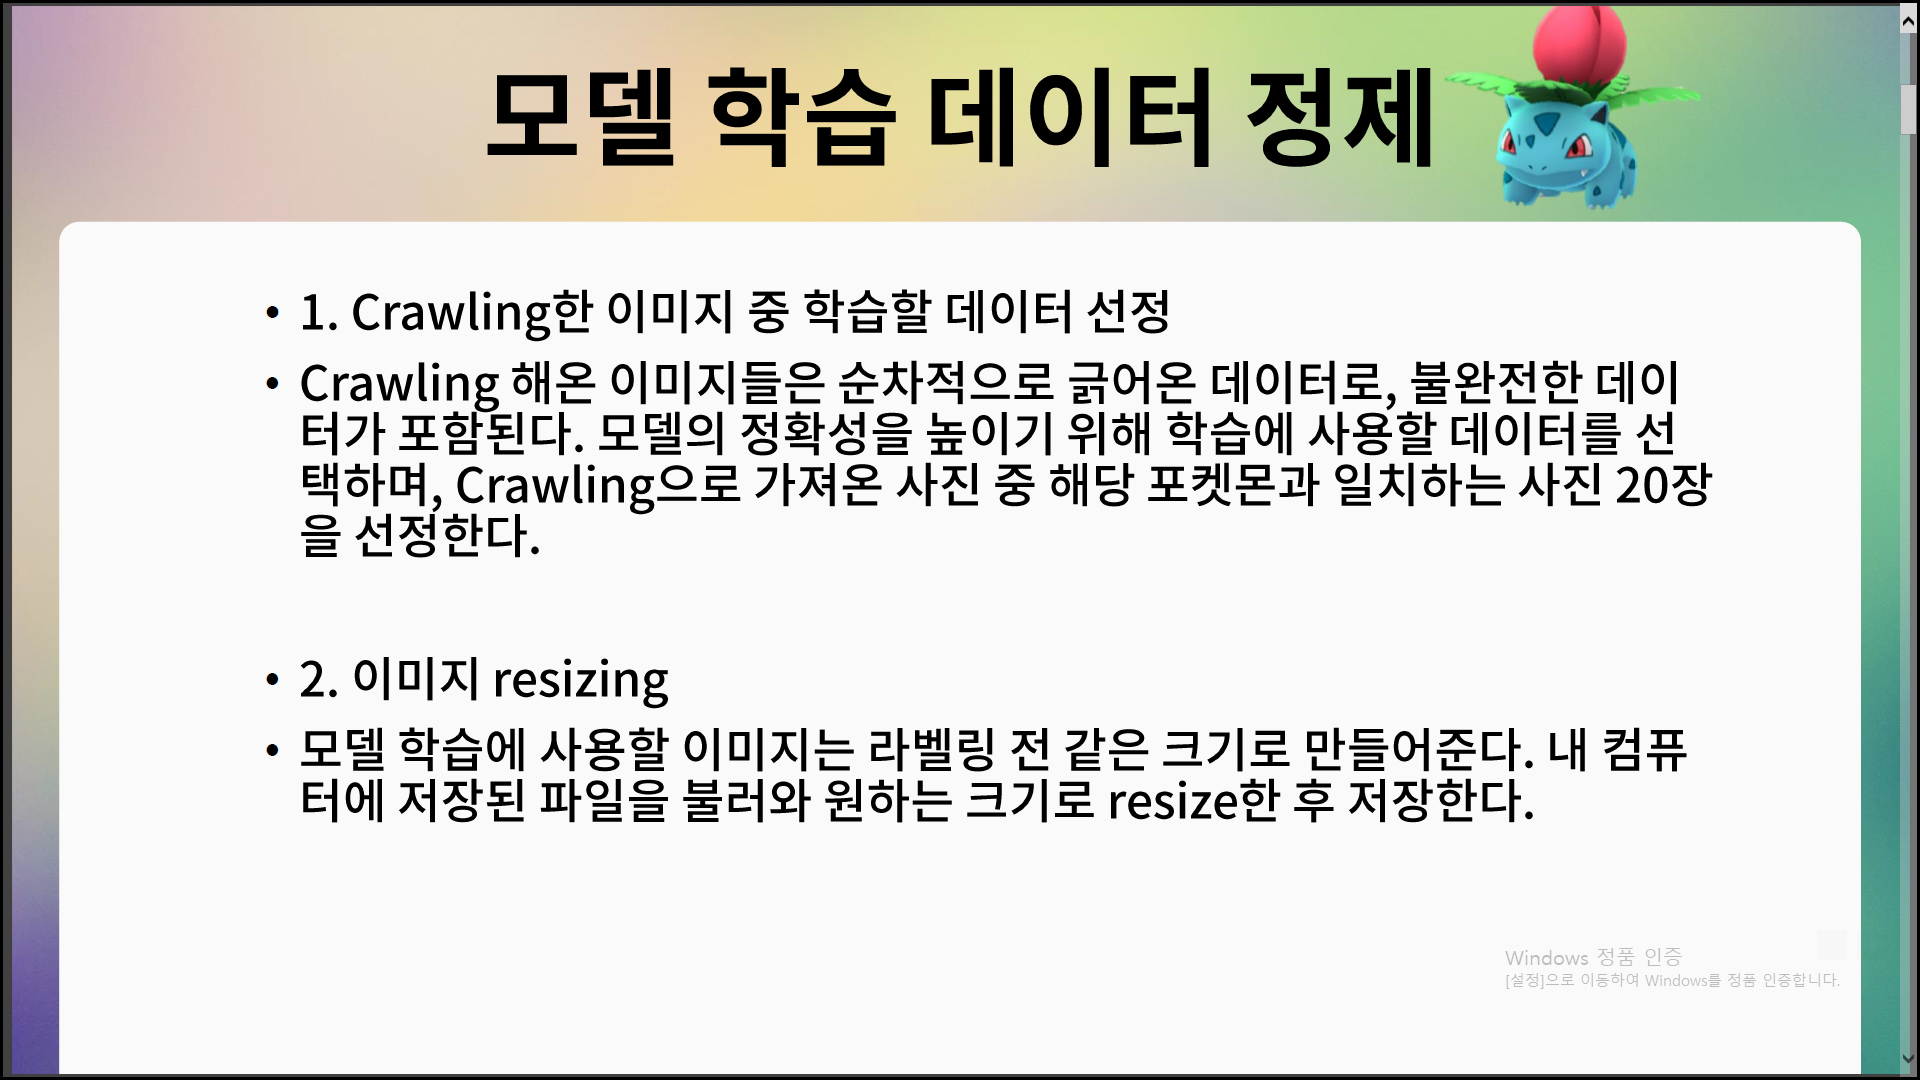 모델 학습 데이터 정제
• 1. Crawling한 이미지 중 학습할 데이터 선정
• Crawling 해온 이미지들은 순차적으로 긁어온 데이터로, 불완전한 데이
터가 포함된다. 모델의 정확성을 높이기 위해 학습에 사용할 데이터를 선
택하며, Crawling으로 가져온 사진 중 해당 포켓몬과 일치하는 사진 20장
을 선정한다.
• 2. 이미지 resizing
• 모델 학습에 사용할 이미지는 라벨링 전 같은 크기로 만들어준다. 내 컴퓨
터에 저장된 파일을 불러와 원하는 크기로 resize한 후 저장한다.
Windows 정품 인증
[설정]으로 이동하여 Windows를 정품 인증합니다.